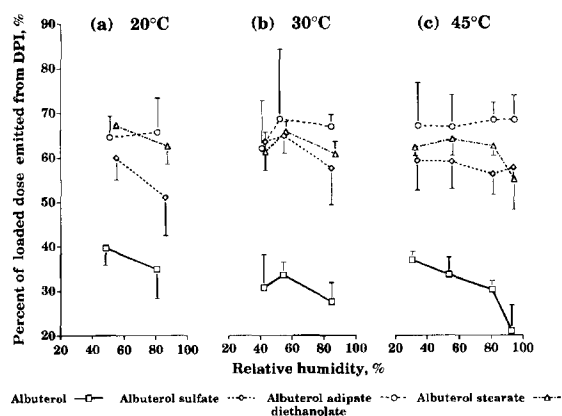 (a) 20°C (b) 30°C (c) 45°C
Percent of loaded dose emitted from DPI, %
90
80
70
60
50
40
30
20
20 40 60 80 100 20 40 60 80 100 20 40 60 80 100
Relative humidity, %
Albuterol Albuterol sulfate Albuterol adipate Albuterol stearate
diethanolate